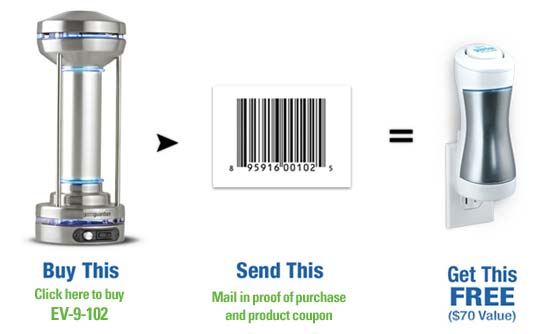 germguardian
8 95916 00102 5
Buy This
Click here to buy
EV-9-102
Send This
Mail in proof of purchase
and product coupon
Get This
FREE
($70 Value)